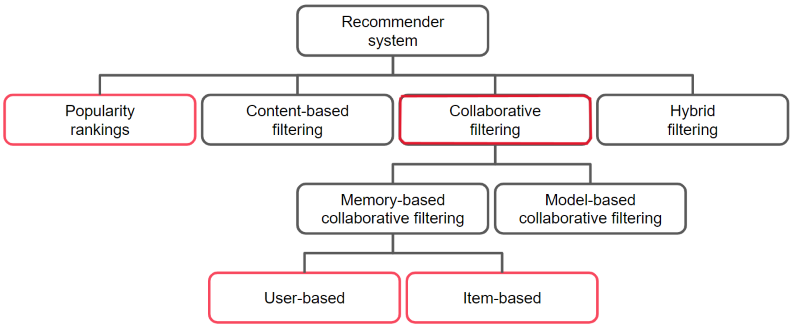 Recommender
system
Popularity
rankings
Content-based
filtering
Collaborative
filtering
Hybrid
filtering
Memory-based
collaborative filtering
Model-based
collaborative filtering
User-based
Item-based